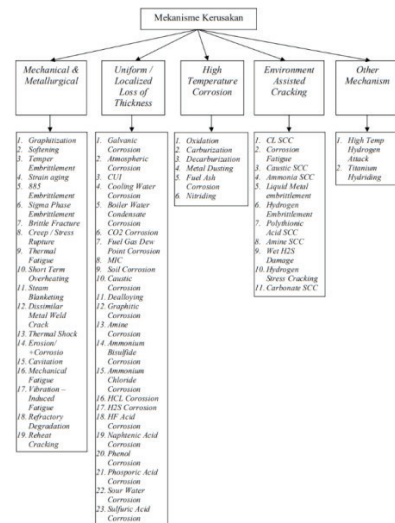 Mekanisme Kerusakan
Mechanical &
Metallurgical
Uniform /
Localized
Loss of
Thickness
High
Temperature
Corrosion
Environment
Assisted
Cracking
Other
Mechanism
1. Graphtization
2. Softening
3. Temper
Embrittlement
4. Strain aging
5. 885
Embrittlement
6. Sigma Phase
Embrittlement
7. Brittle Fracture
8. Creep / Stress
Rupture
9. Thermal
Fatigue
10. Short Term
Overheating
11. Steam
Blanketing
12. Dissimilar
Metal Weld
Crack
13. Thermal Shock
14. Erosion/
+Corrosio
15. Cavitation
16. Mechanical
Fatigue
17. Vibration –
Induced
Fatigue
18. Refractory
Degradation
19. Reheat
Cracking
1. Galvanic
Corrosion
2. Atmospheric
Corrosion
3. CUI
4. Cooling Water
Corrosion
5. Boiler Water
Condensate
Corrosion
6. CO2 Corrosion
7. Fuel Gas Dew
Point Corrosion
8. MIC
9. Soil Corrosion
10. Caustic
Corrosion
11. Dealloying
12. Graphitic
Corrosion
13. Amine
Corrosion
14. Ammonium
Bisulfide
Corrosion
15. Ammonium
Chloride
Corrosion
16. HCL Corrosion
17. H2S Corrosion
18. HF Acid
Corrosion
19. Naphtenic Acid
Corrosion
20. Phenol
Corrosion
21. Phosporic Acid
Corrosion
22. Sour Water
Corrosion
23. Sulfuric Acid
Corrosion
1. Oxidation
2. Carburization
3. Decarburization
4. Metal Dusting
5. Fuel Ash
Corrosion
6. Nitriding
1. CL SCC
2. Corrosion
Fatigue
3. Caustic SCC
4. Ammonia SCC
5. Liquid Metal
embrittlement
6. Hydrogen
Embrittlement
7. Polythionic
Acid SCC
8. Amine SCC
9. Wet H2S
Damage
10. Hydrogen
Stress Cracking
11. Carbonate SCC
1. High Temp
Hydrogen
Attack
2. Titanium
Hydriding